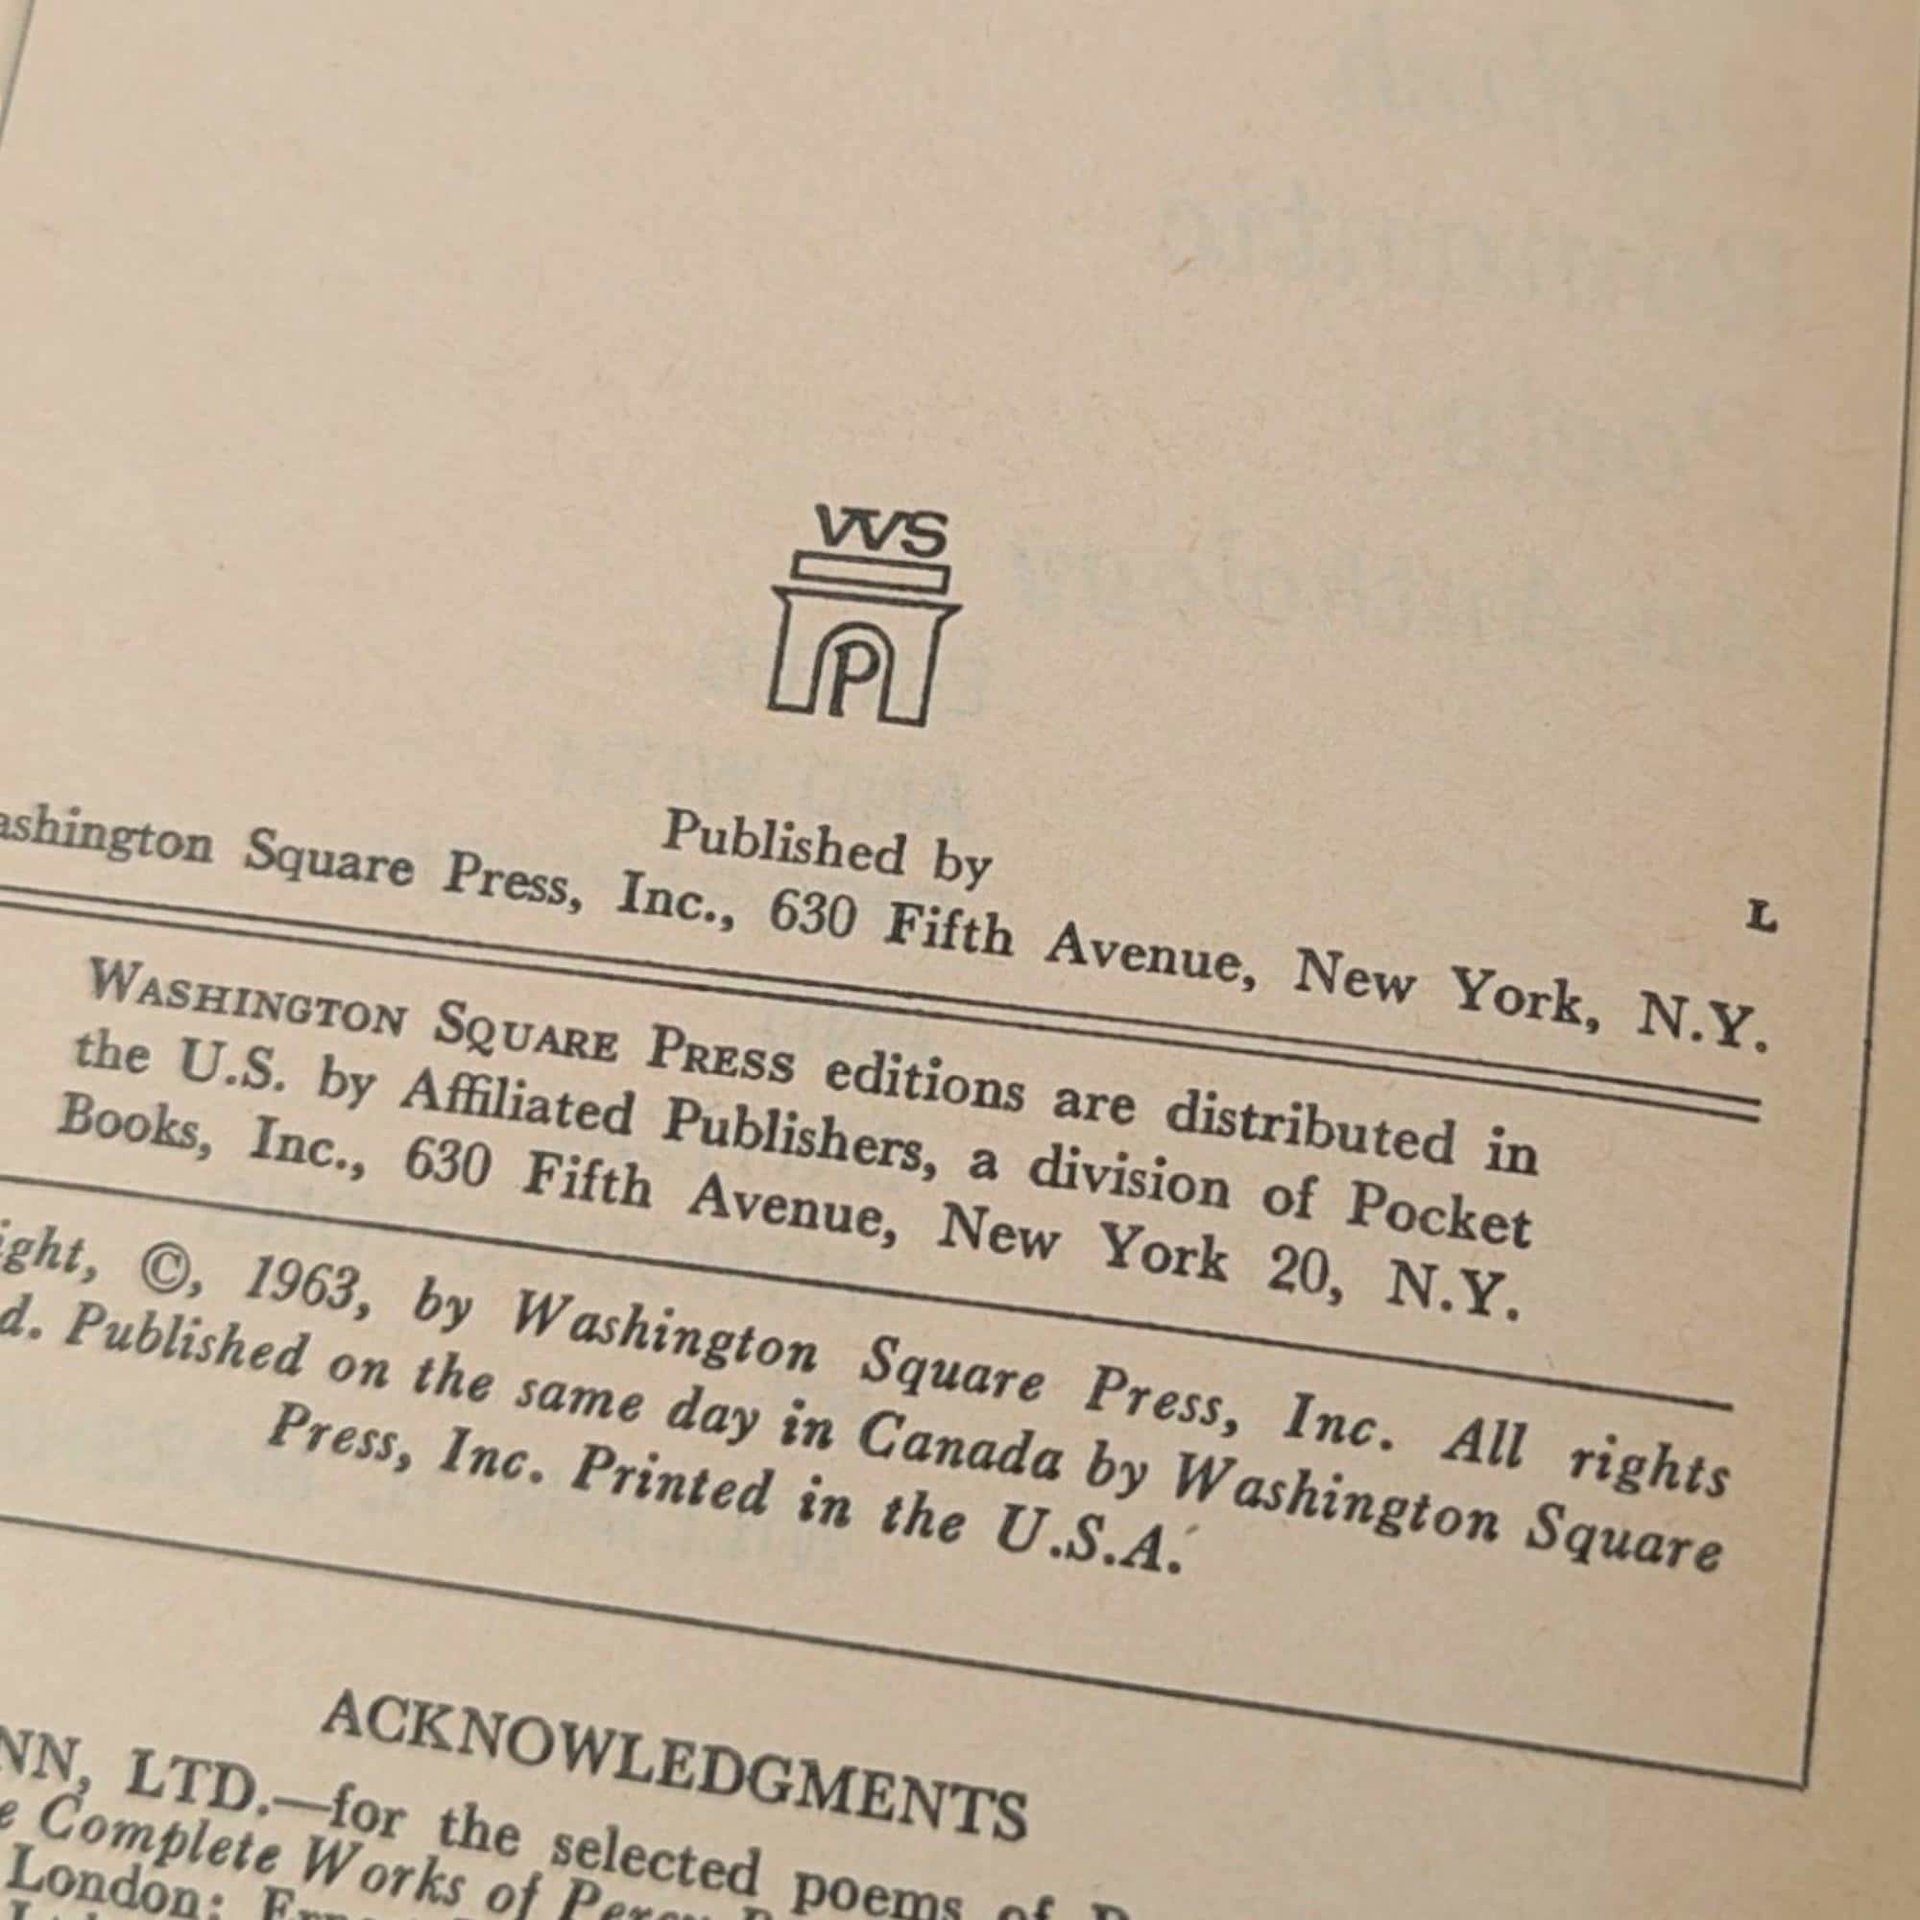 WS
P
Published by
L
ashington Square Press, Inc., 630 Fifth Avenue, New York, N.Y.
WASHINGTON SQUARE PRESS editions are distributed in
the U.S. by Affiliated Publishers, a division of Pocket
Books, Inc., 630 Fifth Avenue, New York 20, N.Y.
ight, ©, 1963, by Washington Square Press, Inc. All rights
d. Published on the same day in Canada by Washington Square
Press, Inc. Printed in the U.S.A.
ACKNOWLEDGMENTS
NN, LTD.—for the selected poems of
e Complete Works of Percy
London;